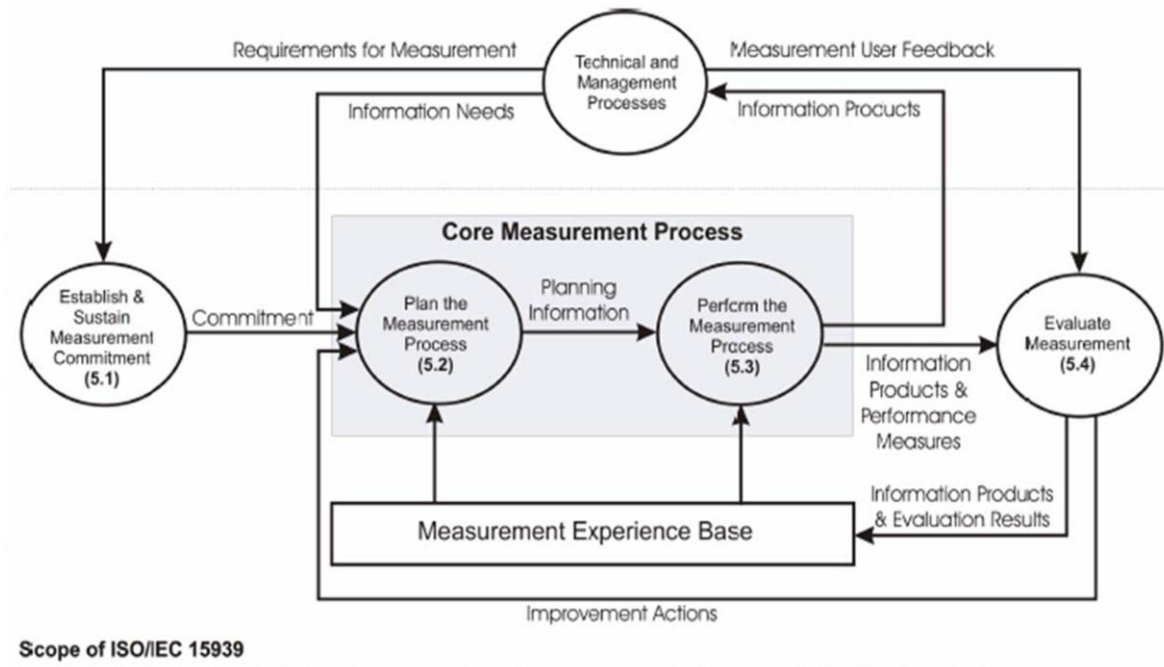 Requirements for Measurement
Technical and
Management
Processes
Measurement User Feedback
Information Needs
Information Products
Core Measurement Process
Establish &
Sustain
Measurement
Commitment
(5.1)
Commitment
Plan the
Measurement
Process
(5.2)
Planning
Information
Perform the
Measurement
Process
(5.3)
Evaluate
Measurement
(5.4)
Information
Products &
Performance
Measures
Information Products
& Evaluation Results
Measurement Experience Base
Improvement Actions
Scope of ISO/IEC 15939